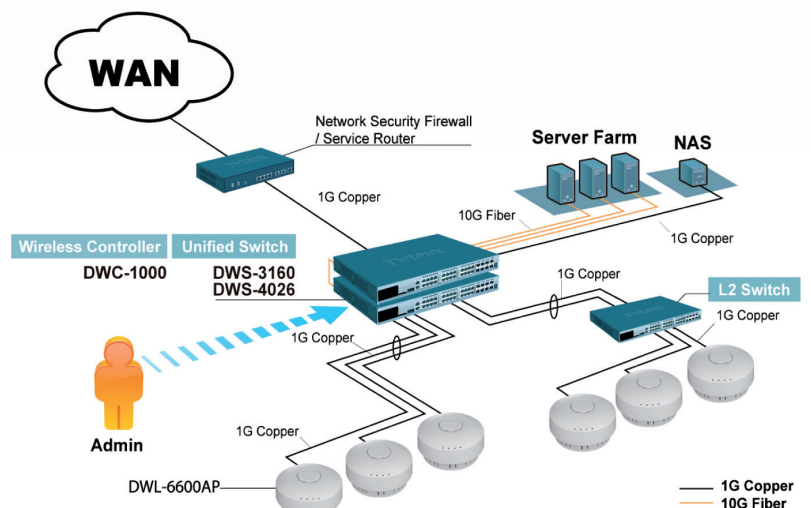 WAN
Network Security Firewall
/ Service Router
Server Farm
NAS
1G Copper
10G Fiber
1G Copper
Wireless Controller
Unified Switch
DWC-1000
DWS-3160
DWS-4026
1G Copper
L2 Switch
1G Copper
1G Copper
Admin
1G Copper
DWL-6600AP
1G Copper
10G Fiber